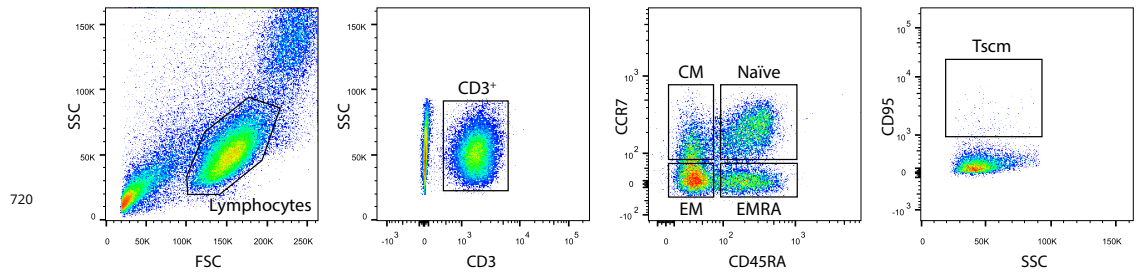 720
SSC
150K
100K
50K
0
Lymphocytes
0
50K
100K
150K
200K
250K
FSC
SSC
150K
100K
50K
0
CD3⁺
-10³
0
10³
10⁴
10⁵
CD3
CCR7
10³
10²
0
-10²
CM
Naïve
EM
EMRA
0
10²
10³
CD45RA
CD95
10⁵
10⁴
10³
0
-10³
Tscm
0
50K
100K
150K
200K
250K
SSC